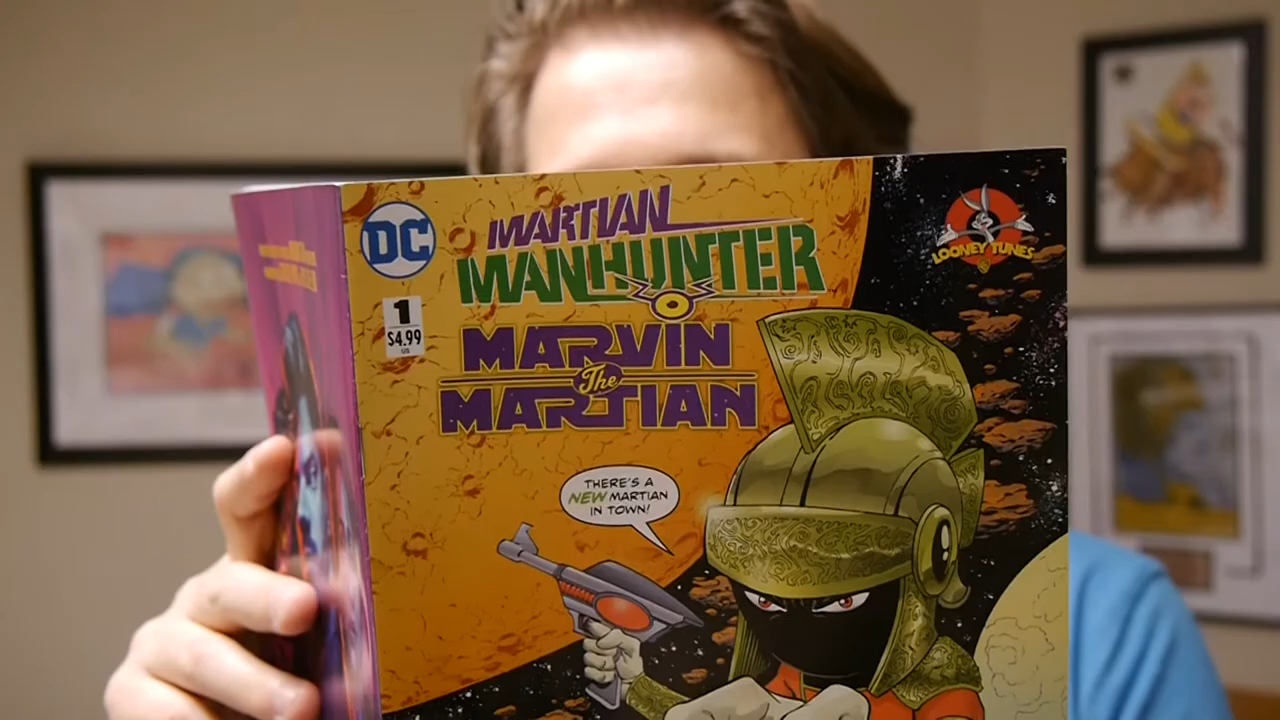 DC
1
$4.99
US
MARTIAN
MANHUNTER
MARVIN
The
MARTIAN
LOONEY TUNES
THERE'S A
NEW MARTIAN
IN TOWN!